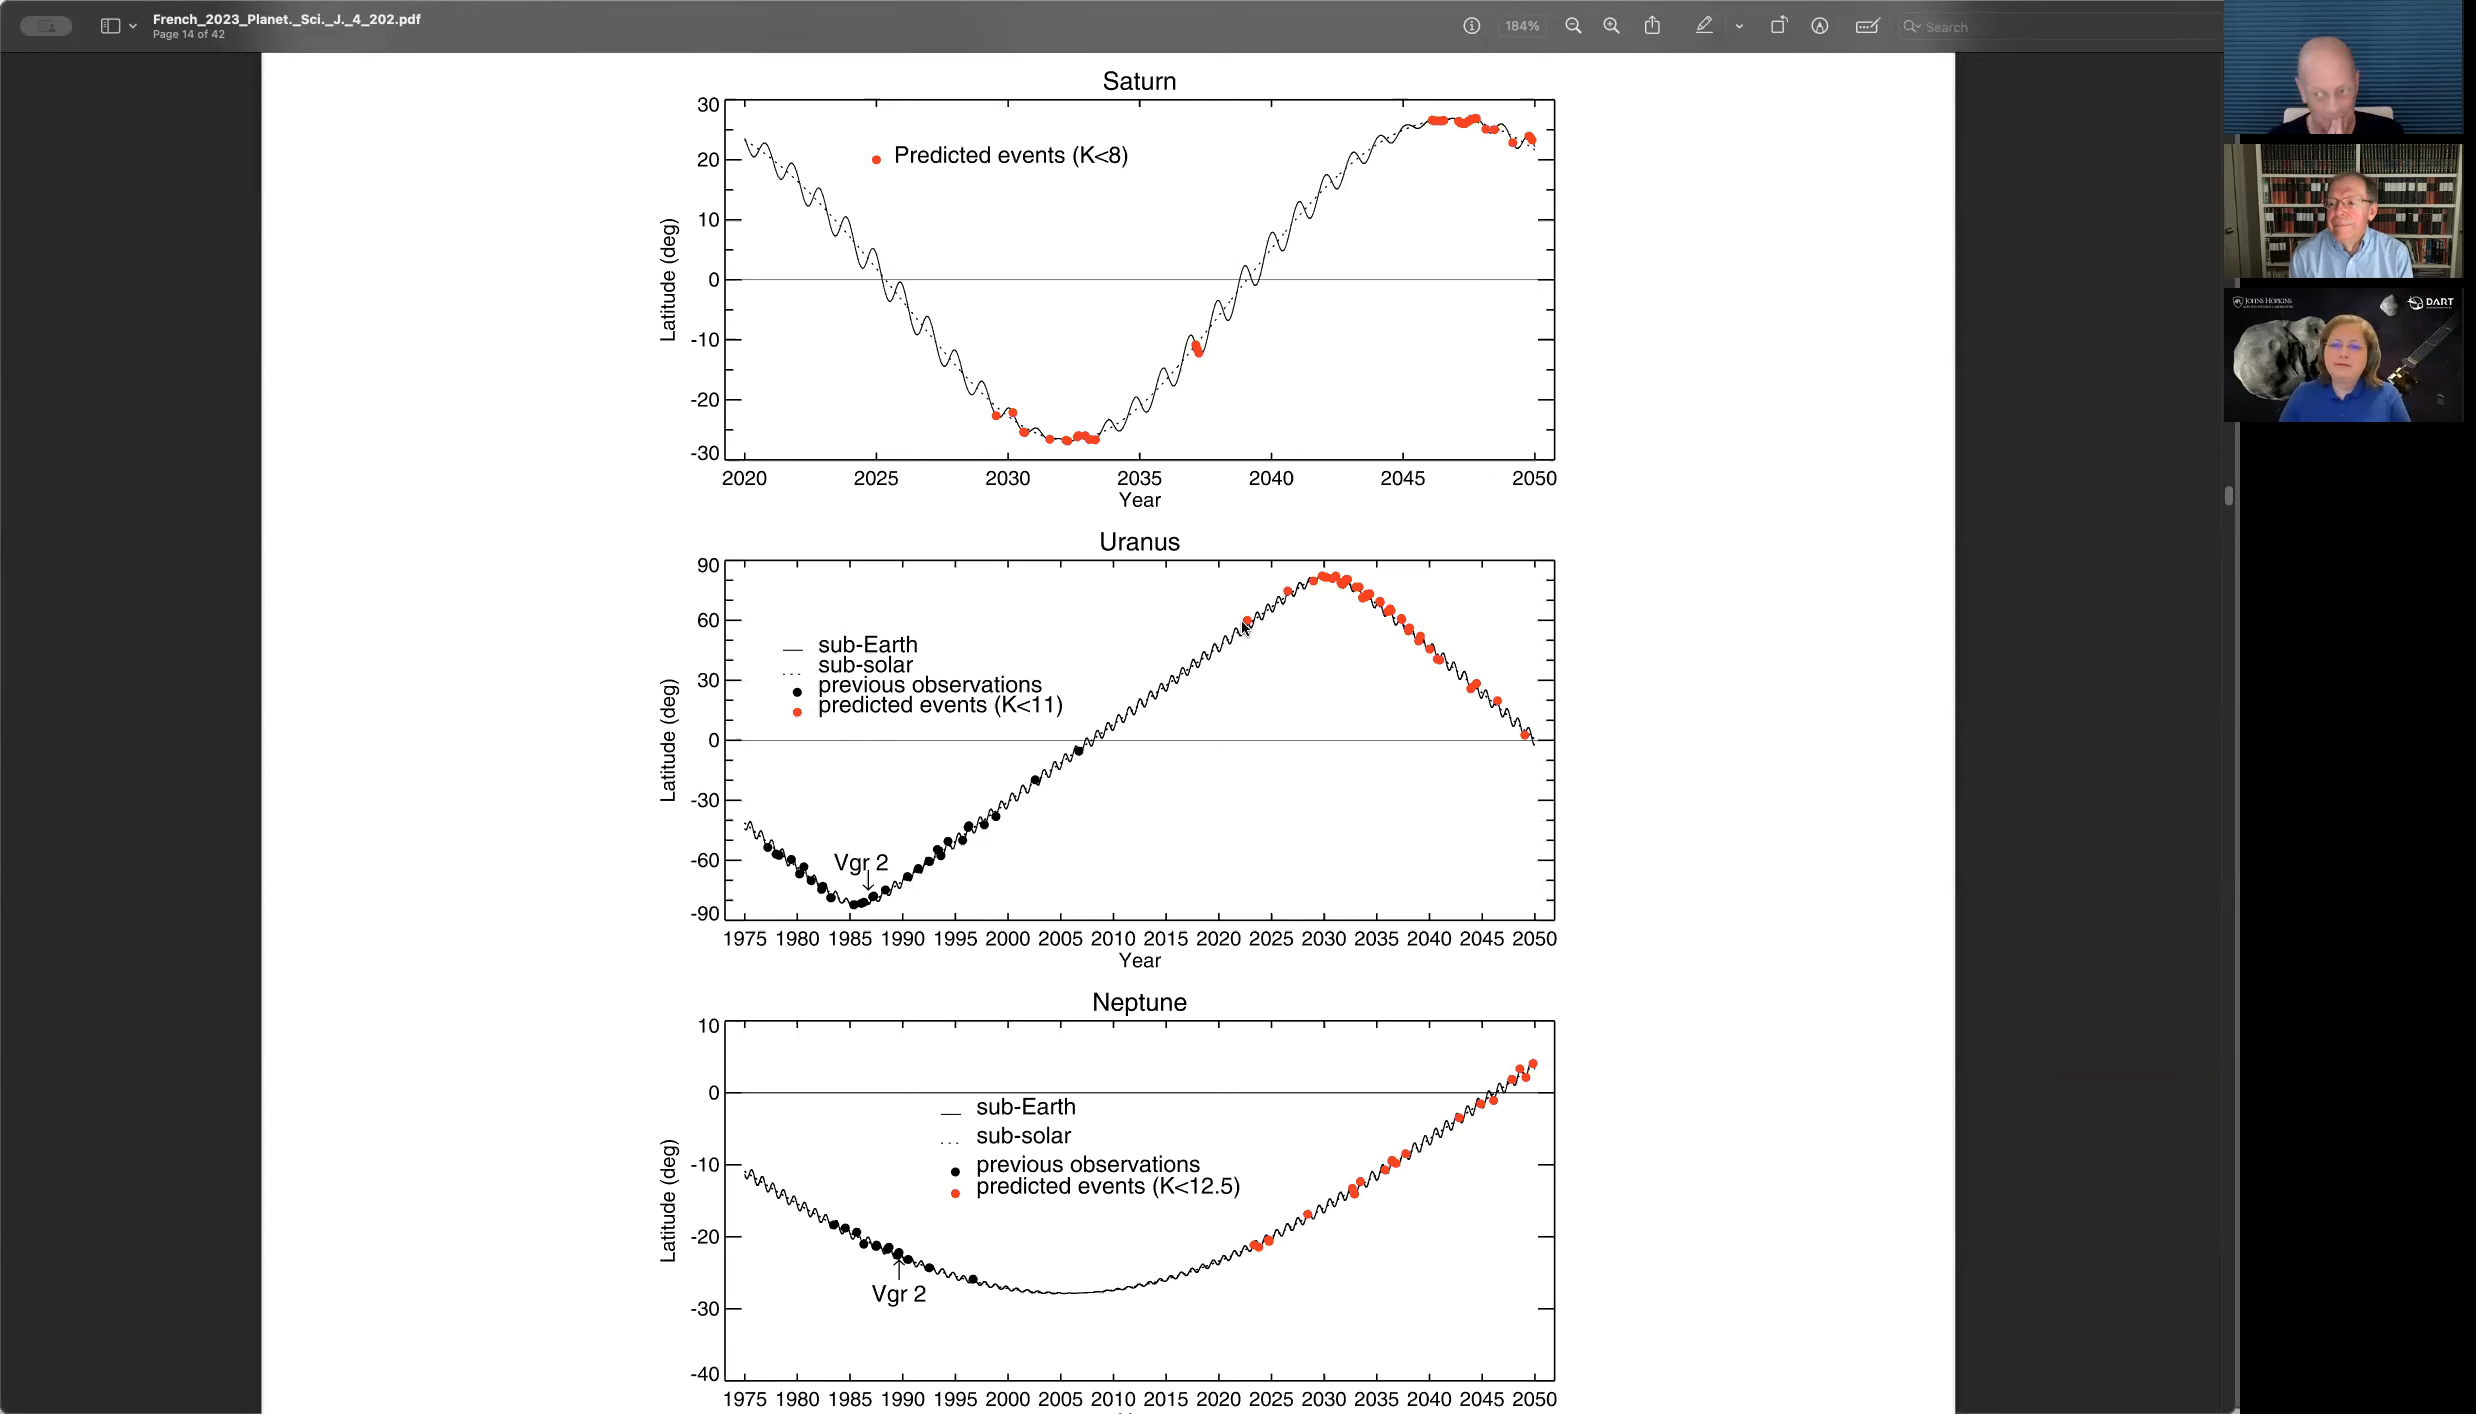 French_2023_Planet._Sci._J._4_202.pdf
Page 14 of 42
184%
Search
Saturn
30
20
10
0
-10
-20
-30
Latitude (deg)
Predicted events (K<8)
2020 2025 2030 2035 2040 2045 2050
Year
Uranus
90
60
30
0
-30
-60
-90
Latitude (deg)
sub-Earth
sub-solar
previous observations
predicted events (K<11)
Vgr 2
1975 1980 1985 1990 1995 2000 2005 2010 2015 2020 2025 2030 2035 2040 2045 2050
Year
Neptune
10
0
-10
-20
-30
-40
Latitude (deg)
sub-Earth
sub-solar
previous observations
predicted events (K<12.5)
Vgr 2
1975 1980 1985 1990 1995 2000 2005 2010 2015 2020 2025 2030 2035 2040 2045 2050
JOHNS HOPKINS
DART